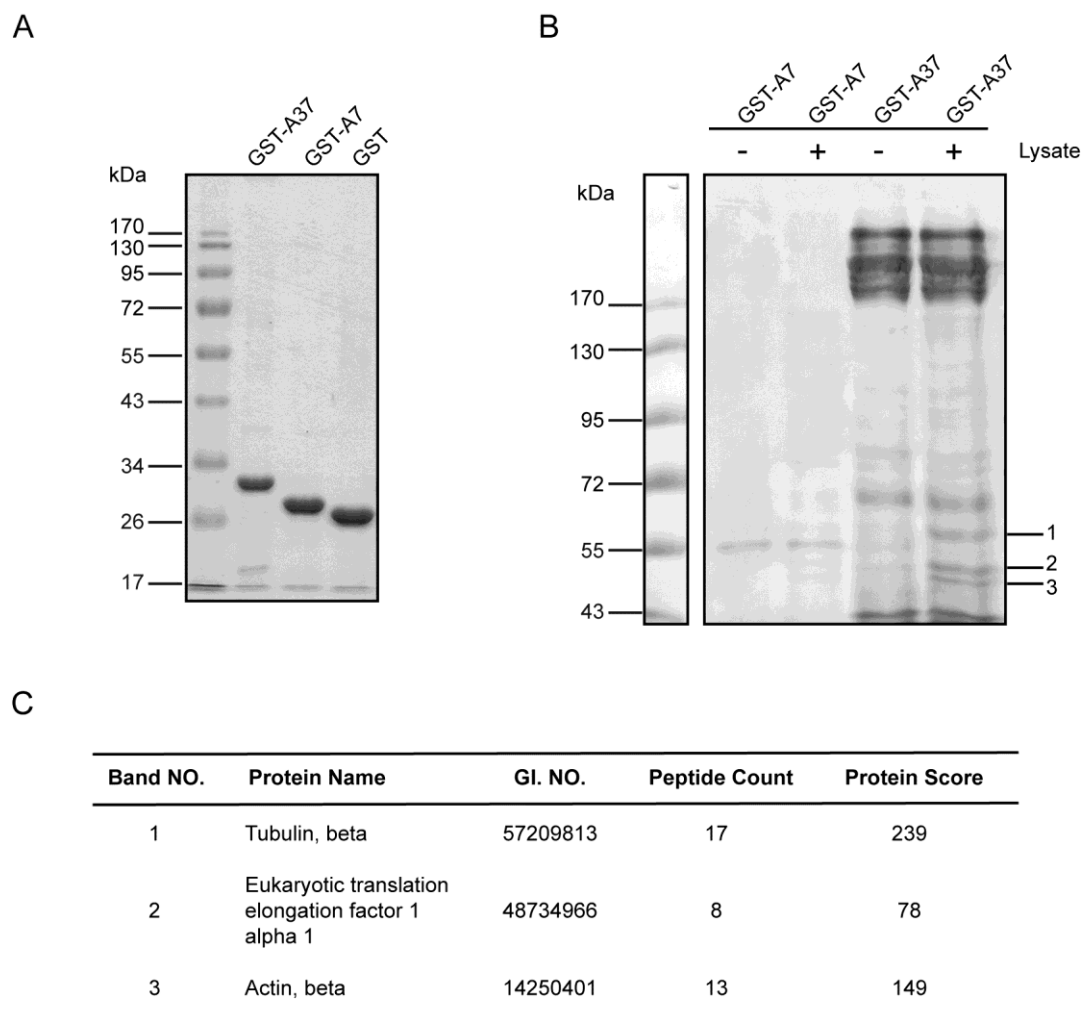 A
GST-A37
GST-A7
GST
kDa
170
130
95
72
55
43
34
26
17
B
GST-A7
GST-A7
GST-A37
GST-A37
- + - + Lysate
kDa
170
130
95
72
55
43
1
2
3
C
Band NO. Protein Name GI. NO. Peptide Count Protein Score
1 Tubulin, beta 57209813 17 239
Eukaryotic translation
2 elongation factor 1 48734966 8 78
alpha 1
3 Actin, beta 14250401 13 149